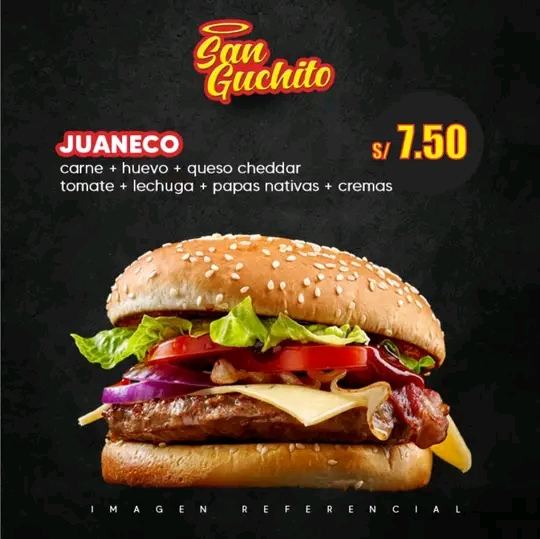 San
Guchito
JUANECO
S/ 7.50
carne + huevo + queso cheddar
tomate + lechuga + papas nativas + cremas
IMAGEN REFERENCIAL